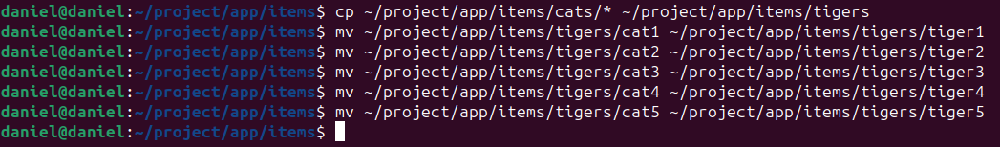 daniel@daniel:~/project/app/items$ cp ~/project/app/items/cats/* ~/project/app/items/tigers
daniel@daniel:~/project/app/items$ mv ~/project/app/items/tigers/cat1 ~/project/app/items/tigers/tiger1
daniel@daniel:~/project/app/items$ mv ~/project/app/items/tigers/cat2 ~/project/app/items/tigers/tiger2
daniel@daniel:~/project/app/items$ mv ~/project/app/items/tigers/cat3 ~/project/app/items/tigers/tiger3
daniel@daniel:~/project/app/items$ mv ~/project/app/items/tigers/cat4 ~/project/app/items/tigers/tiger4
daniel@daniel:~/project/app/items$ mv ~/project/app/items/tigers/cat5 ~/project/app/items/tigers/tiger5
daniel@daniel:~/project/app/items$